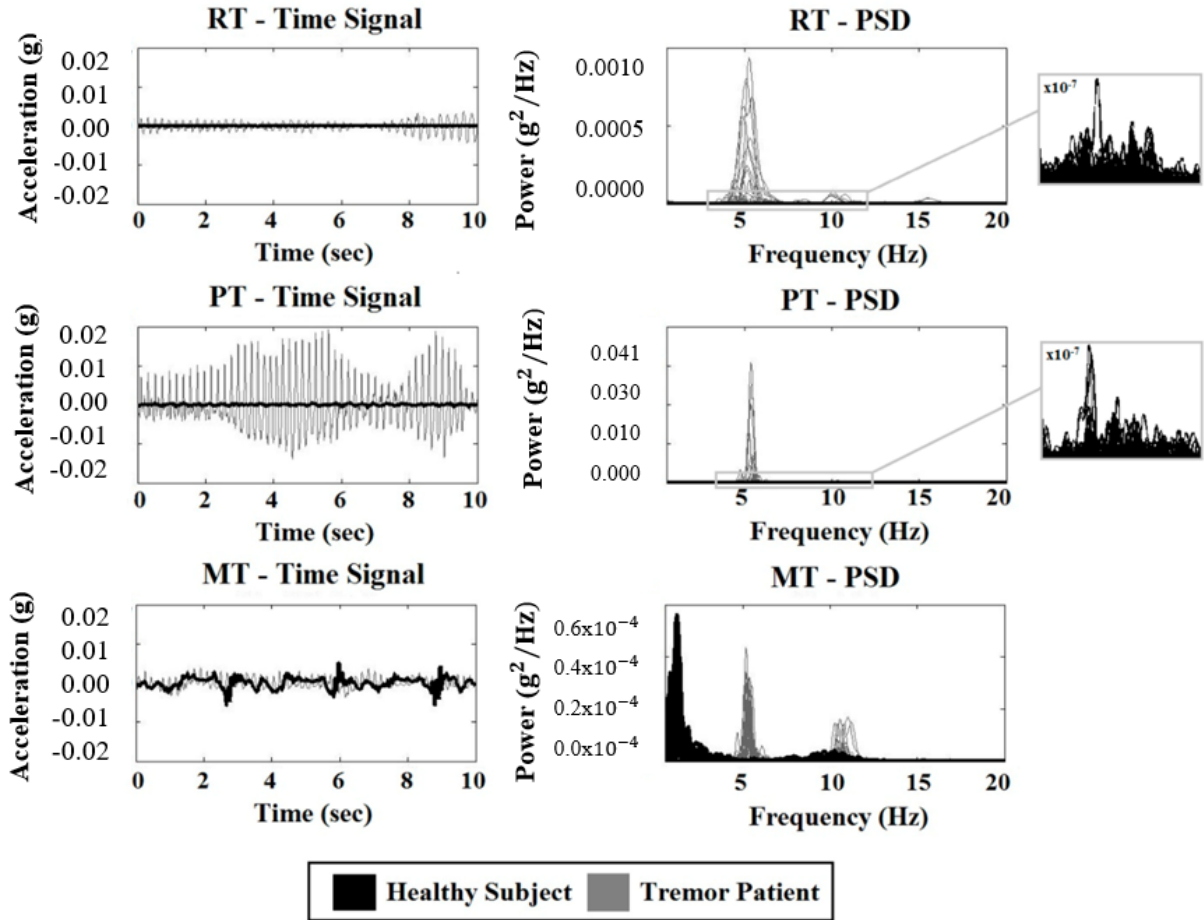 RT - Time Signal
Acceleration (g)
0.02
0.01
0.00
-0.01
-0.02
0 2 4 6 8 10
Time (sec)
RT - PSD
Power (g²/Hz)
0.0010
0.0005
0.0000
5 10 15 20
Frequency (Hz)
x10⁻⁷
PT - Time Signal
Acceleration (g)
0.02
0.01
0.00
-0.01
-0.02
0 2 4 6 8 10
Time (sec)
PT - PSD
Power (g²/Hz)
0.041
0.030
0.010
0.000
5 10 15 20
Frequency (Hz)
x10⁻⁷
MT - Time Signal
Acceleration (g)
0.02
0.01
0.00
-0.01
-0.02
0 2 4 6 8 10
Time (sec)
MT - PSD
Power (g²/Hz)
0.6x10⁻⁴
0.4x10⁻⁴
0.2x10⁻⁴
0.0x10⁻⁴
5 10 15 20
Frequency (Hz)
Healthy Subject Tremor Patient